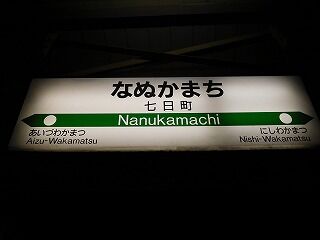 なぬかまち
七日町
Nanukamachi
あいづわかまつ
Aizu-Wakamatsu
にしわかまつ
Nishi-Wakamatsu